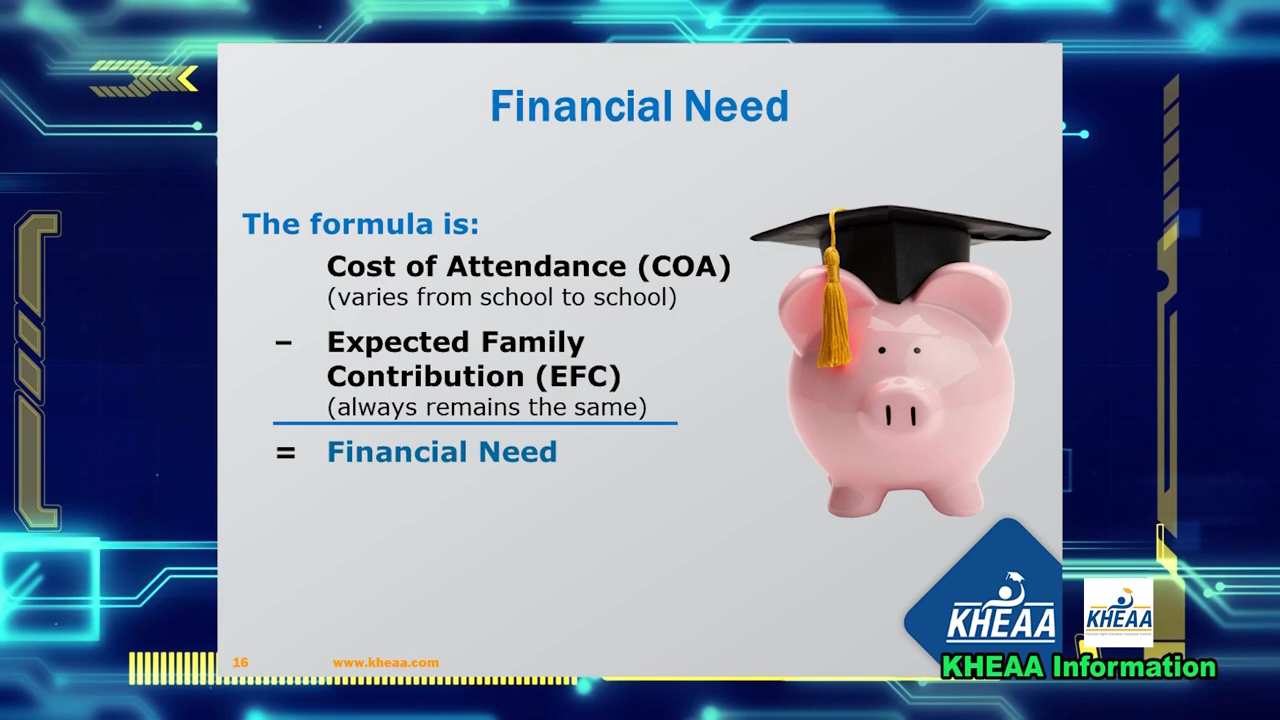 Financial Need
The formula is:
Cost of Attendance (COA)
(varies from school to school)
– Expected Family
Contribution (EFC)
(always remains the same)
= Financial Need
KHEAA
KHEAA
16 www.kheaa.com
KHEAA Information